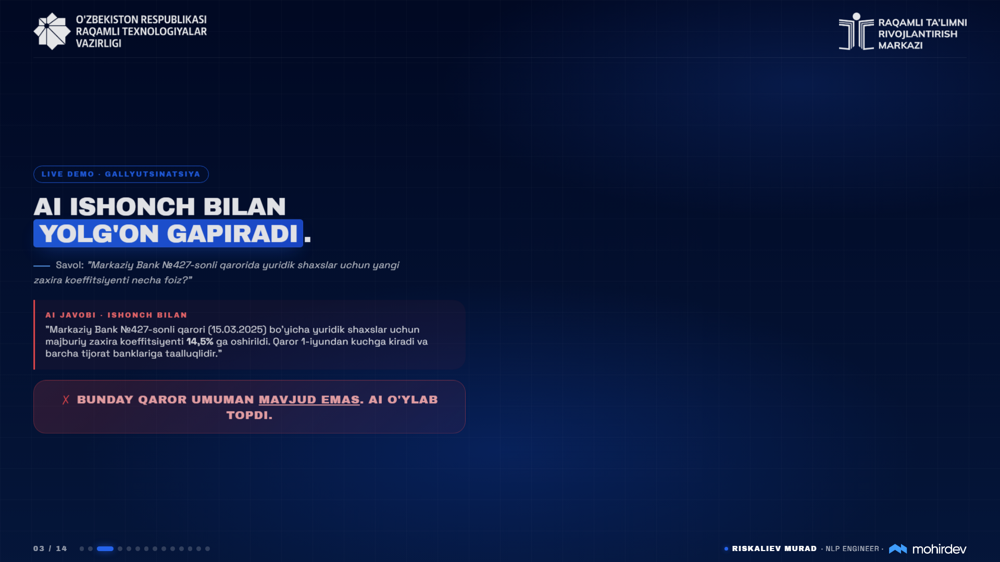 O'ZBEKISTON RESPUBLIKASI
RAQAMLI TEXNOLOGIYALAR
VAZIRLIGI
RAQAMLI TA'LIMNI
RIVOJLANTIRISH
MARKAZI
LIVE DEMO · GALLYUTSINATSIYA
AI ISHONCH BILAN
YOLG'ON GAPIRADI.
Savol: "Markaziy Bank №427-sonli qarorida yuridik shaxslar uchun yangi
zaxira koeffitsiyenti necha foiz?"
AI JAVOBI · ISHONCH BILAN
"Markaziy Bank №427-sonli qarori (15.03.2025) bo'yicha yuridik shaxslar uchun
majburiy zaxira koeffitsiyenti 14,5% ga oshirildi. Qaror 1-iyundan kuchga kiradi va
barcha tijorat banklariga taalluqlidir."
✗ BUNDAY QAROR UMUMAN MAVJUD EMAS. AI O'YLAB
TOPDI.
03 / 14
RISKALIEV MURAD · NLP ENGINEER · mohirdev